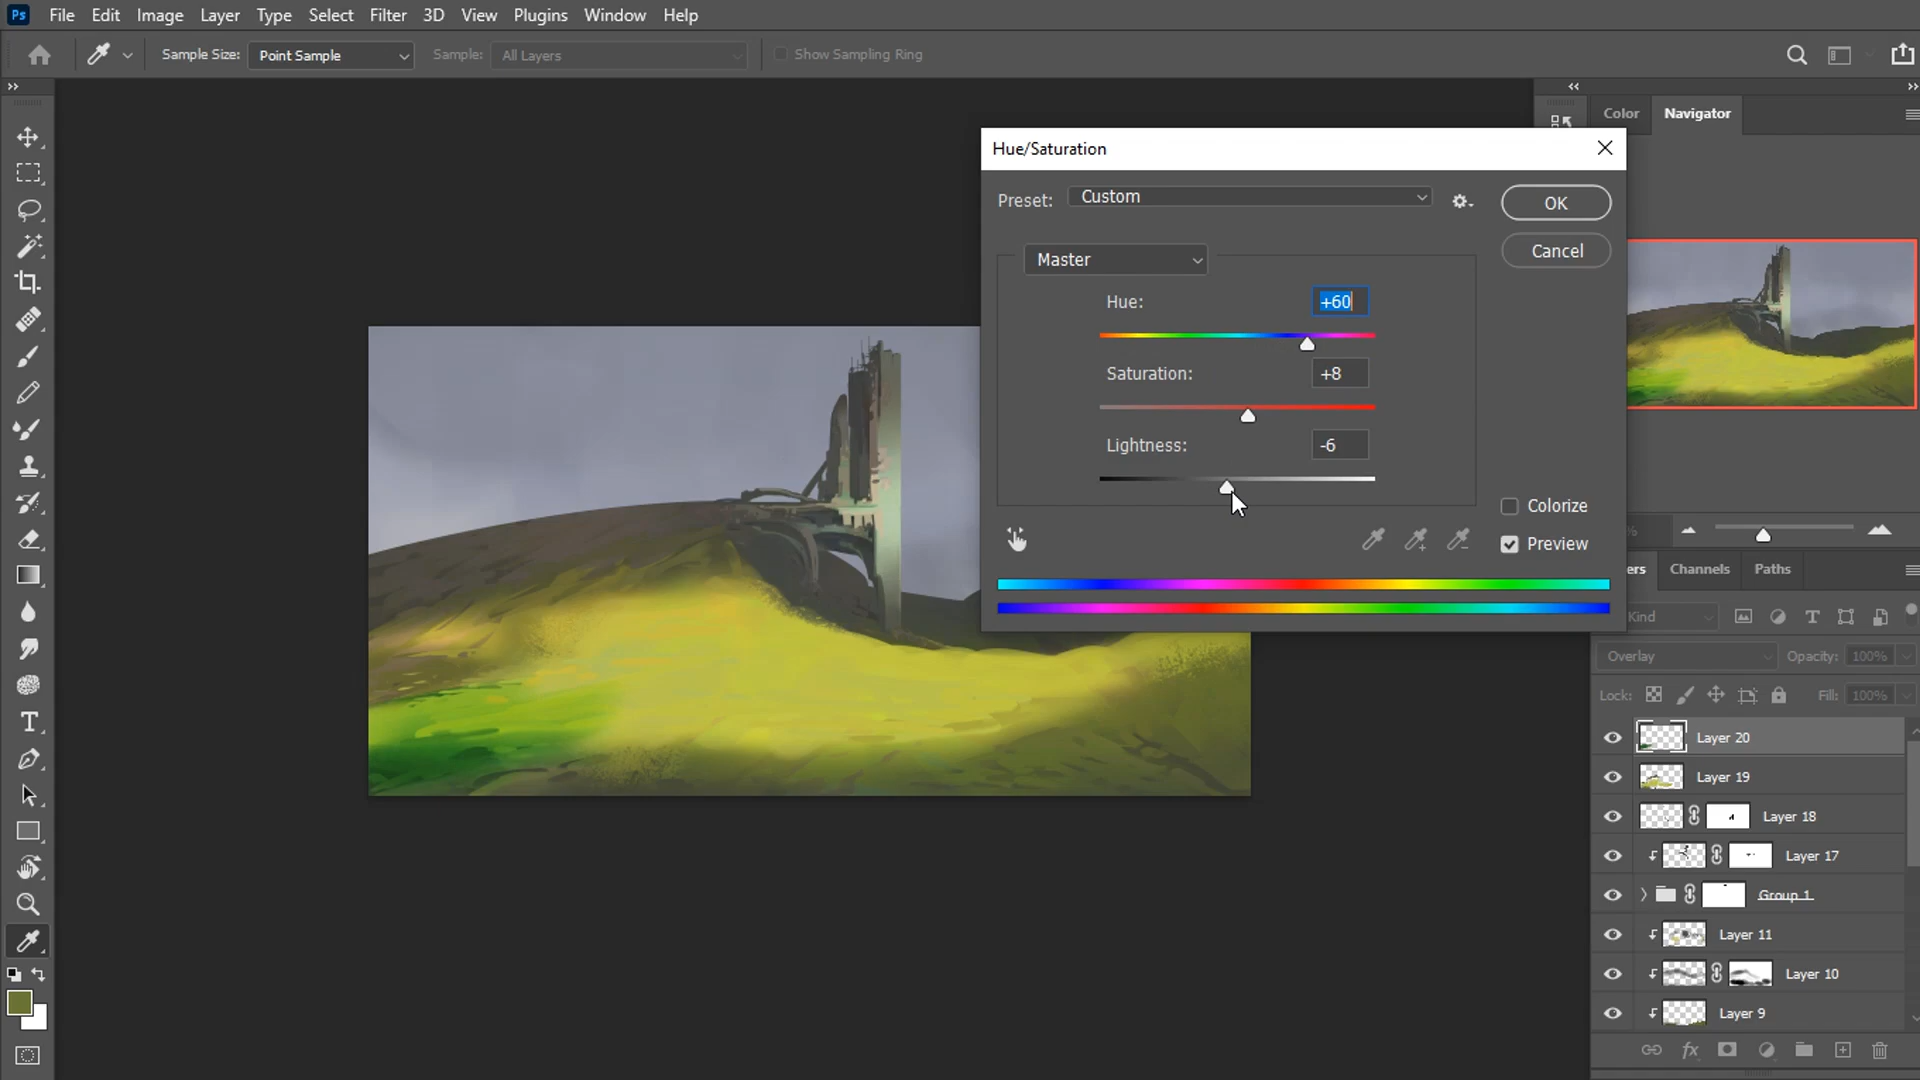 Ps File Edit Image Layer Type Select Filter 3D View Plugins Window Help
Sample Size: Point Sample Sample: All Layers Show Sampling Ring
Color Navigator
Hue/Saturation
Preset: Custom
OK
Cancel
Master
Hue: +60
Saturation: +8
Lightness: -6
Colorize
Preview
%
ers Channels Paths
Kind
Overlay Opacity: 100%
Lock: Fill: 100%
Layer 20
Layer 19
Layer 18
Layer 17
Group 1
Layer 11
Layer 10
Layer 9
fx